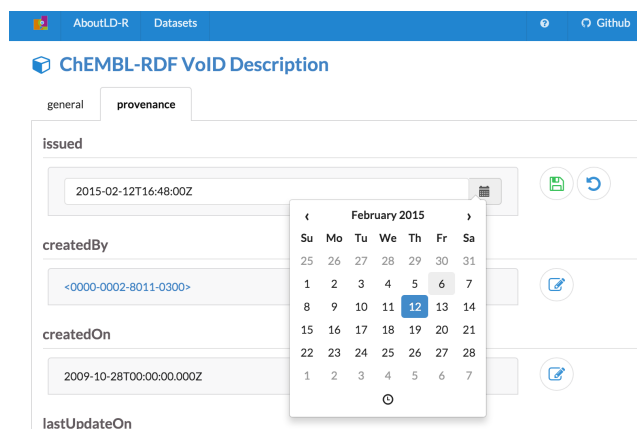 AboutLD-R Datasets Github
ChEMBL-RDF VoID Description
general provenance
issued
2015-02-12T16:48:00Z
‹ February 2015 ›
Su Mo Tu We Th Fr Sa
25 26 27 28 29 30 31
1 2 3 4 5 6 7
8 9 10 11 12 13 14
15 16 17 18 19 20 21
22 23 24 25 26 27 28
1 2 3 4 5 6 7
createdBy
<0000-0002-8011-0300>
createdOn
2009-10-28T00:00:00.000Z
lastUpdateOn